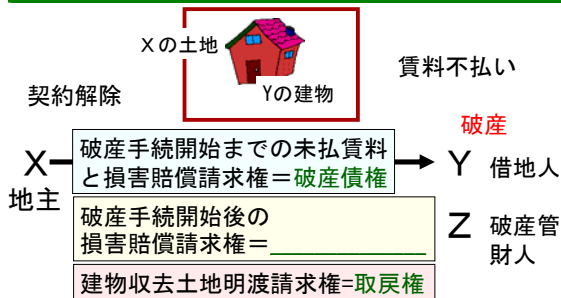 Xの土地
Yの建物
賃料不払い
契約解除
破産
X
地主
破産手続開始までの未払賃料
と損害賠償請求権＝破産債権
Y 借地人
破産手続開始後の
損害賠償請求権＝＿＿＿＿＿＿＿
Z 破産管
財人
建物収去土地明渡請求権=取戻権